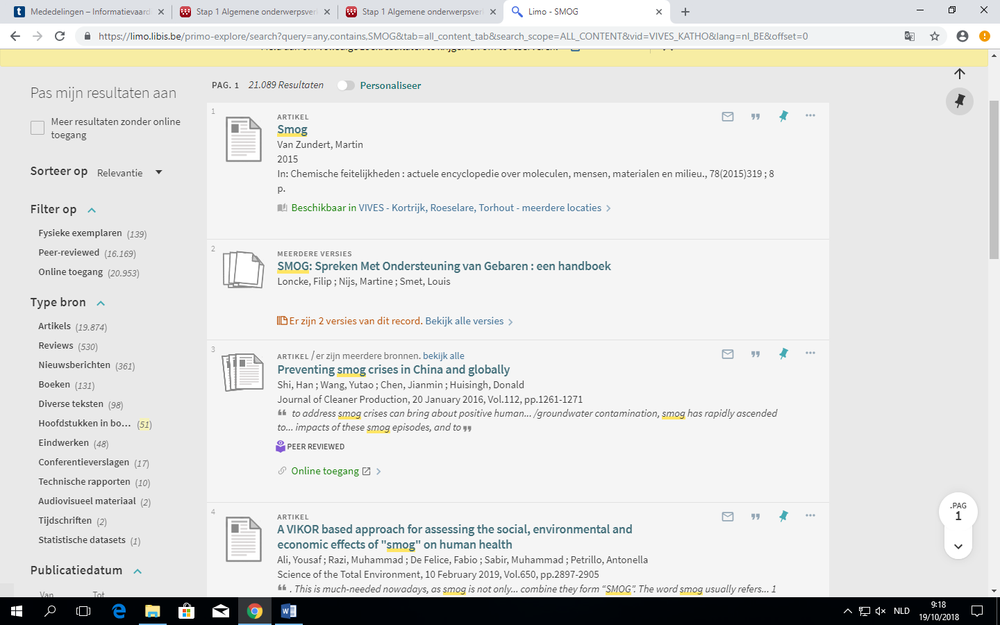 Mededelingen – Informatievaard
Stap 1 Algemene onderwerpsver
Stap 1 Algemene onderwerpsver
Limo - SMOG
https://limo.libis.be/primo-explore/search?query=any,contains,SMOG&tab=all_content_tab&search_scope=ALL_CONTENT&vid=VIVES_KATHO&lang=nl_BE&offset=0
Pas mijn resultaten aan
Meer resultaten zonder online
toegang
Sorteer op Relevantie
Filter op
Fysieke exemplaren (139)
Peer-reviewed (16.169)
Online toegang (20.953)
Type bron
Artikels (19.874)
Reviews (530)
Nieuwsberichten (361)
Boeken (131)
Diverse teksten (98)
Hoofdstukken in bo... (51)
Eindwerken (48)
Conferentieverslagen (17)
Technische rapporten (10)
Audiovisueel materiaal (2)
Tijdschriften (2)
Statistische datasets (1)
Publicatiedatum
Van Tot
PAG. 1 21.089 Resultaten Personaliseer
1
ARTIKEL
Smog
Van Zundert, Martin
2015
In: Chemische feitelijkheden : actuele encyclopedie over moleculen, mensen, materialen en milieu., 78(2015)319 ; 8
p.
Beschikbaar in VIVES - Kortrijk, Roeselare, Torhout - meerdere locaties
2
MEERDERE VERSIES
SMOG: Spreken Met Ondersteuning van Gebaren : een handboek
Loncke, Filip ; Nijs, Martine ; Smet, Louis
Er zijn 2 versies van dit record. Bekijk alle versies
3
ARTIKEL / er zijn meerdere bronnen. bekijk alle
Preventing smog crises in China and globally
Shi, Han ; Wang, Yutao ; Chen, Jianmin ; Huisingh, Donald
Journal of Cleaner Production, 20 January 2016, Vol.112, pp.1261-1271
❝ to address smog crises can bring about positive human... /groundwater contamination, smog has rapidly ascended
to... impacts of these smog episodes, and to ❞
PEER REVIEWED
Online toegang
4
ARTIKEL
A VIKOR based approach for assessing the social, environmental and
economic effects of "smog" on human health
Ali, Yousaf ; Razi, Muhammad ; De Felice, Fabio ; Sabir, Muhammad ; Petrillo, Antonella
Science of the Total Environment, 10 February 2019, Vol.650, pp.2897-2905
❝ . This is much-needed nowadays, as smog is not only... combine they form “SMOG”. The word smog usually refers... 1
.PAG
1
NLD
9:18
19/10/2018